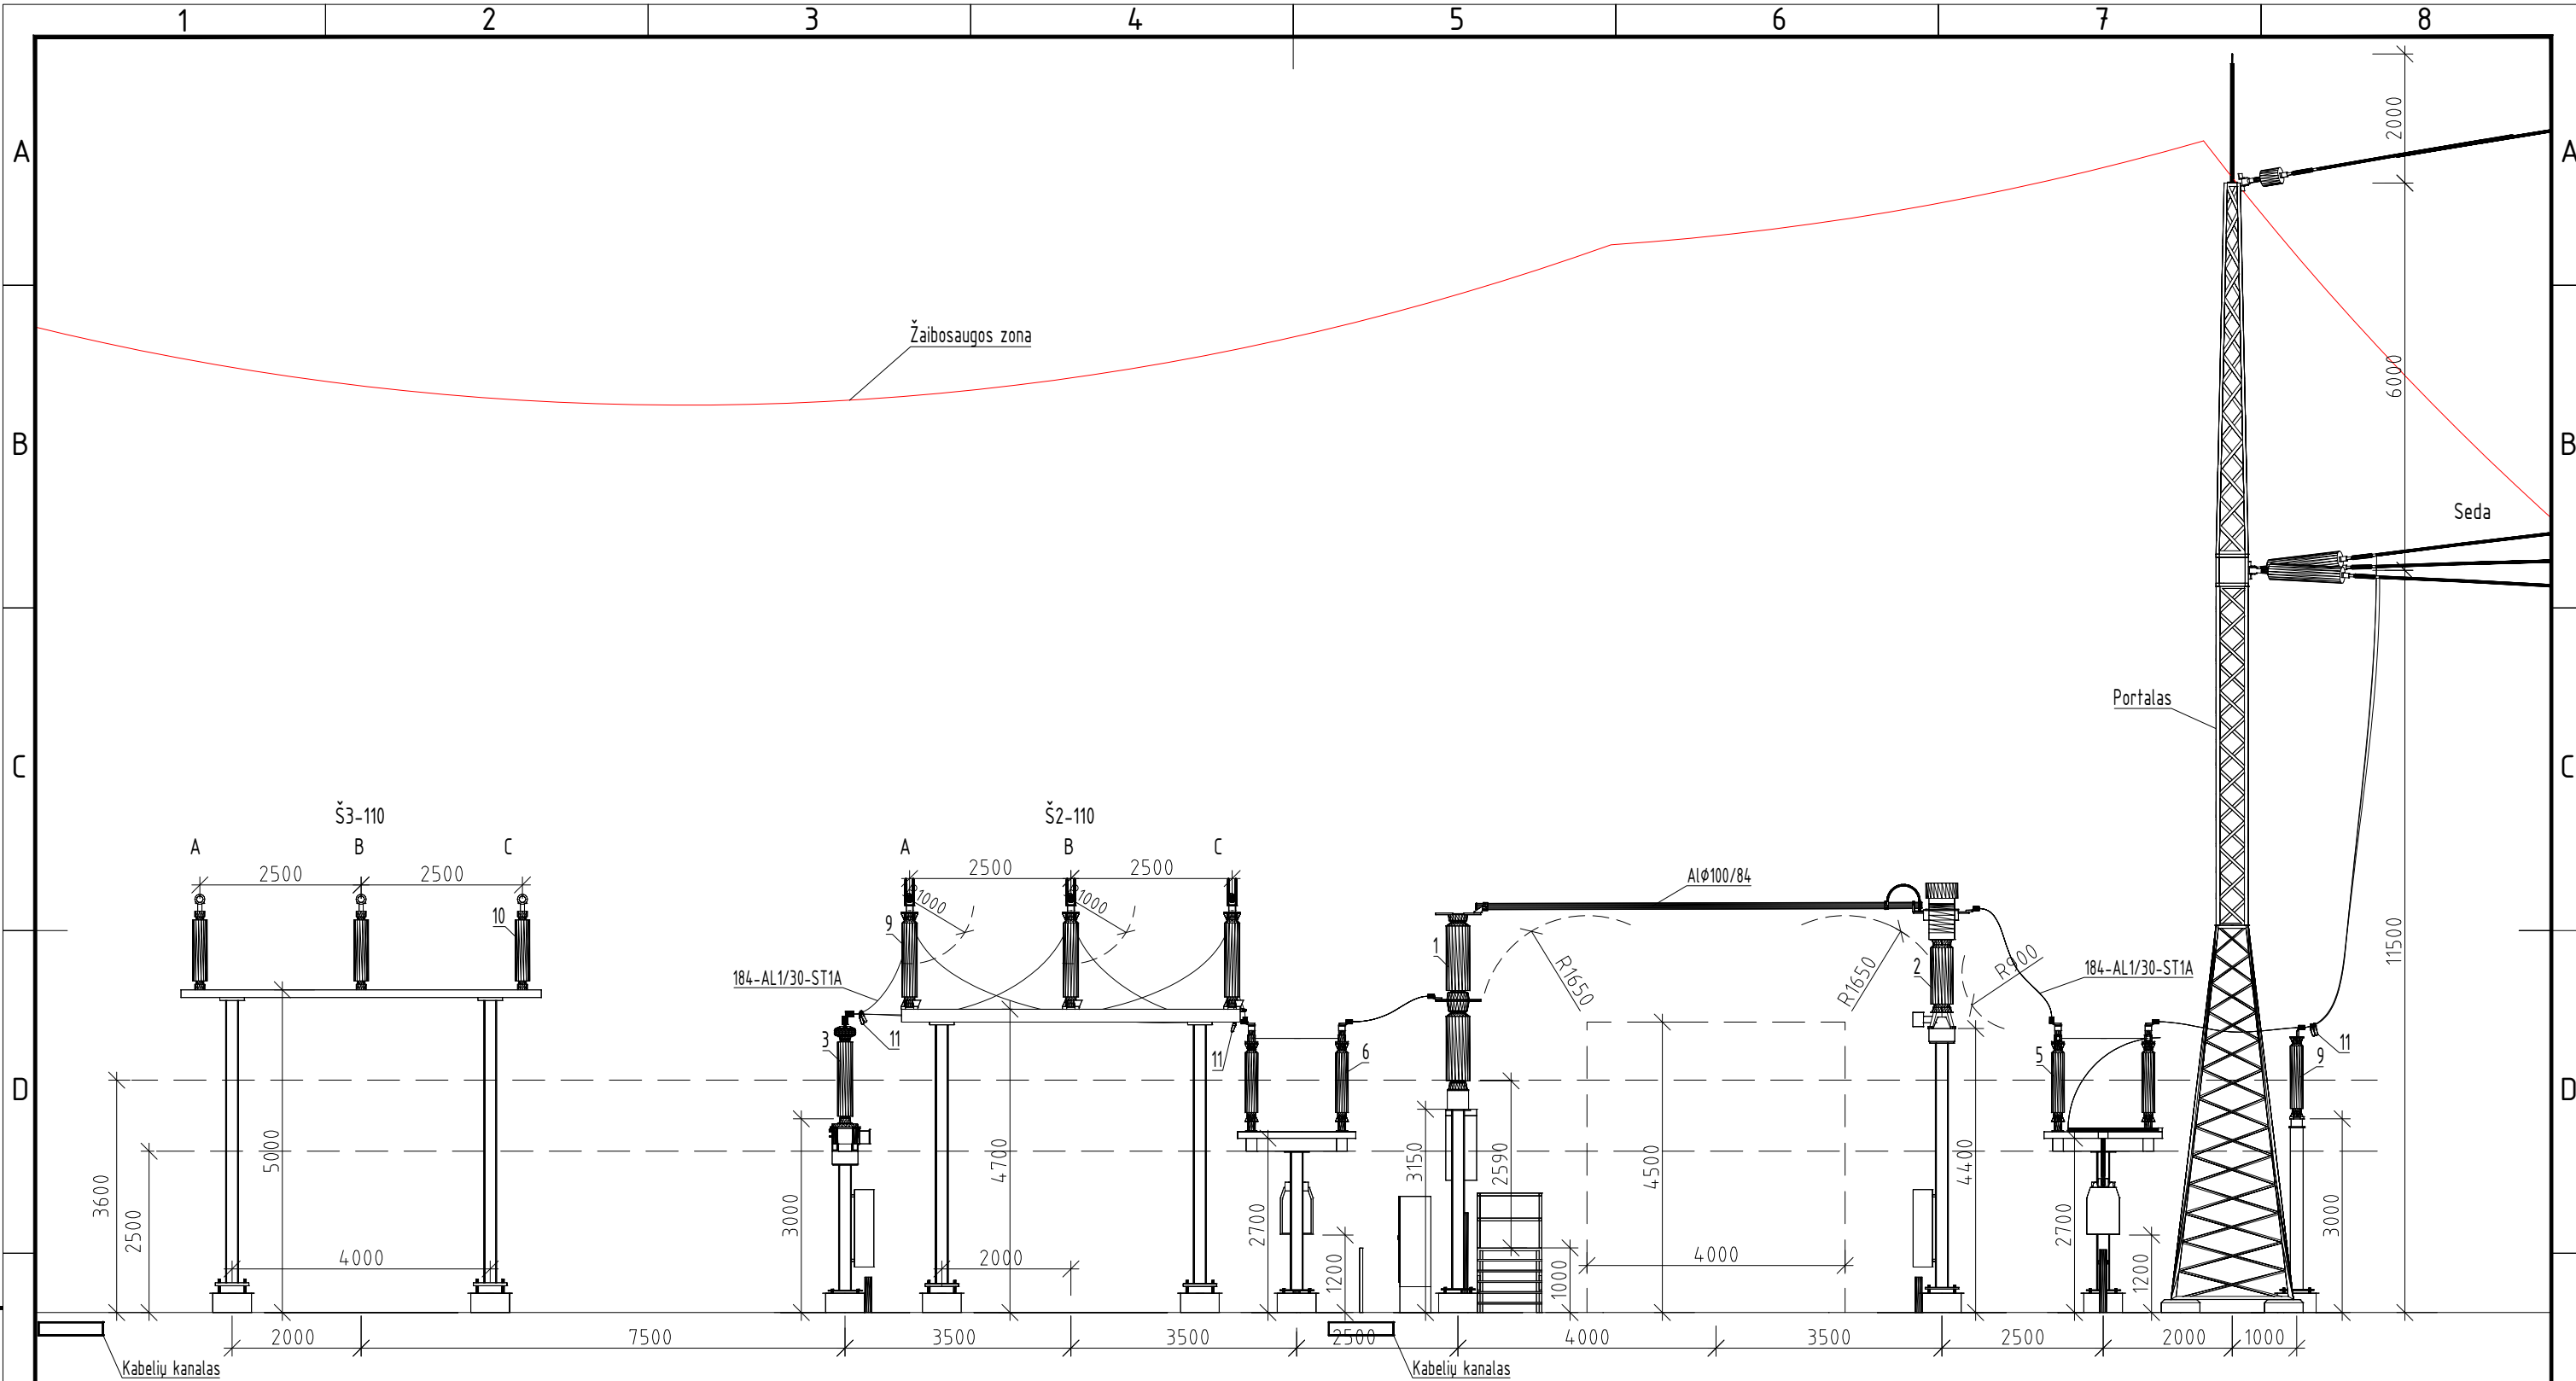 1 2 3 4 5 6 7 8
A A
2000
Žaibosaugos zona
6000
B B
Seda
Portalas
C C
Š3-110 Š2-110
A B C A B C
2500 2500 2500 2500
Alφ100/84
10 9 R1000 R1000 1 2
R1650 R1650 R900
184-AL1/30-ST1A 184-AL1/30-ST1A
11500
3 11 11 6 5 11 9
D D
3600 2500 5000 3000 4700 2700 1200 3150 2590 1000 4500 4400 2700 1200 3000
4000 2000 4000
2000 7500 3500 3500 2500 4000 3500 2500 2000 1000
Kabelių kanalas Kabelių kanalas